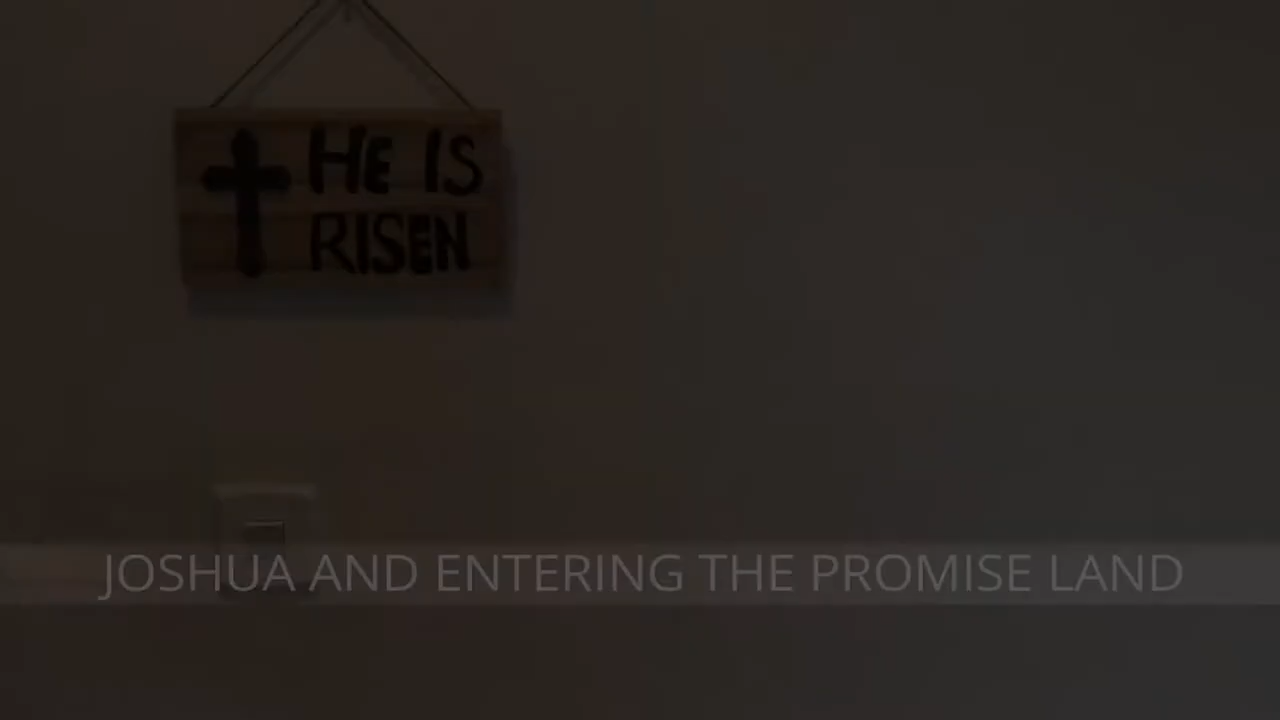 HE IS
RISEN
JOSHUA AND ENTERING THE PROMISE LAND